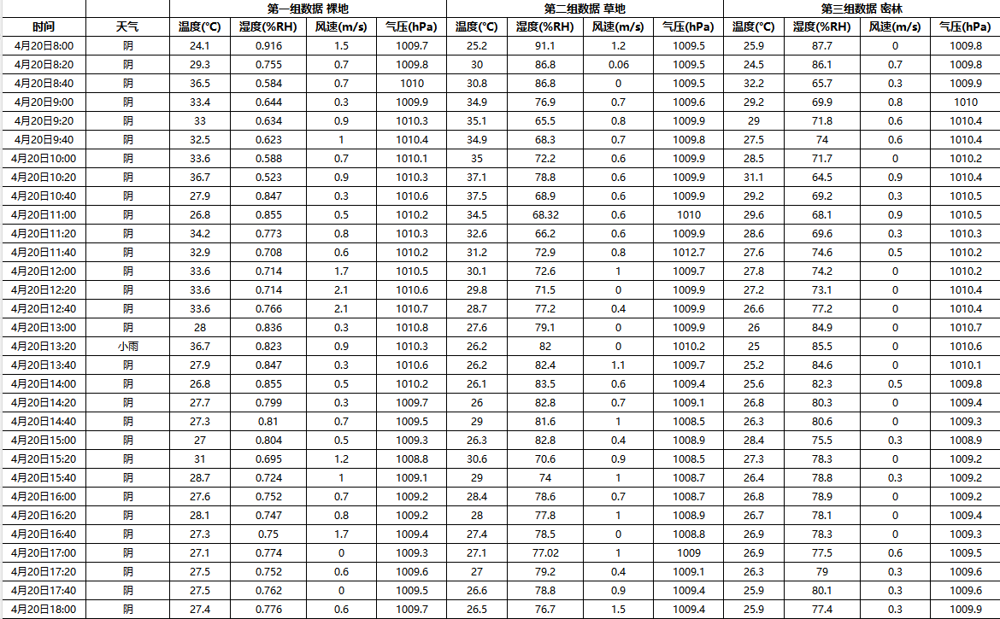 第一组数据 裸地 第二组数据 草地 第三组数据 密林
时间 天气 温度(℃) 湿度(%RH) 风速(m/s) 气压(hPa) 温度(℃) 湿度(%RH) 风速(m/s) 气压(hPa) 温度(℃) 湿度(%RH) 风速(m/s) 气压(hPa)
4月20日8:00 阴 24.1 0.916 1.5 1009.7 25.2 91.1 1.2 1009.5 25.9 87.7 0 1009.8
4月20日8:20 阴 29.3 0.755 0.7 1009.8 30 86.8 0.06 1009.5 24.5 86.1 0.7 1009.8
4月20日8:40 阴 36.5 0.584 0.7 1010 30.8 86.8 0 1009.5 32.2 65.7 0.3 1009.9
4月20日9:00 阴 33.4 0.644 0.3 1009.9 34.9 76.9 0.7 1009.6 29.2 69.9 0.8 1010
4月20日9:20 阴 33 0.634 0.9 1010.3 35.1 65.5 0.8 1009.9 29 71.8 0.6 1010.4
4月20日9:40 阴 32.5 0.623 1 1010.4 34.9 68.3 0.7 1009.8 27.5 74 0.6 1010.4
4月20日10:00 阴 33.6 0.588 0.7 1010.1 35 72.2 0.6 1009.9 28.5 71.7 0 1010.2
4月20日10:20 阴 36.7 0.523 0.9 1010.3 37.1 78.8 0.6 1009.9 31.1 64.5 0.9 1010.4
4月20日10:40 阴 27.9 0.847 0.3 1010.6 37.5 68.9 0.6 1009.9 29.2 69.2 0.3 1010.5
4月20日11:00 阴 26.8 0.855 0.5 1010.2 34.5 68.32 0.6 1010 29.6 68.1 0.9 1010.5
4月20日11:20 阴 34.2 0.773 0.8 1010.3 32.6 66.2 0.6 1009.9 28.6 69.6 0.3 1010.3
4月20日11:40 阴 32.9 0.708 0.6 1010.2 31.2 72.9 0.8 1012.7 27.6 74.6 0.5 1010.2
4月20日12:00 阴 33.6 0.714 1.7 1010.5 30.1 72.6 1 1009.7 27.8 74.2 0 1010.2
4月20日12:20 阴 33.6 0.714 2.1 1010.6 29.8 71.5 0 1009.9 27.2 73.1 0 1010.4
4月20日12:40 阴 33.6 0.766 2.1 1010.7 28.7 77.2 0.4 1009.9 26.6 77.2 0 1010.4
4月20日13:00 阴 28 0.836 0.3 1010.8 27.6 79.1 0 1009.9 26 84.9 0 1010.7
4月20日13:20 小雨 36.7 0.823 0.9 1010.3 26.2 82 0 1010.2 25 85.5 0 1010.6
4月20日13:40 阴 27.9 0.847 0.3 1010.6 26.2 82.4 1.1 1009.7 25.2 84.6 0 1010.1
4月20日14:00 阴 26.8 0.855 0.5 1010.2 26.1 83.5 0.6 1009.4 25.6 82.3 0.5 1009.8
4月20日14:20 阴 27.7 0.799 0.3 1009.7 26 82.8 0.7 1009.1 26.8 80.3 0 1009.4
4月20日14:40 阴 27.3 0.81 0.7 1009.5 29 81.6 1 1008.5 26.3 80.6 0 1009.3
4月20日15:00 阴 27 0.804 0.5 1009.3 26.3 82.8 0.4 1008.9 28.4 75.5 0.3 1008.9
4月20日15:20 阴 31 0.695 1.2 1008.8 30.6 70.6 0.9 1008.5 27.3 78.3 0 1009.2
4月20日15:40 阴 28.7 0.724 1 1009.1 29 74 1 1008.7 26.4 78.8 0.3 1009.2
4月20日16:00 阴 27.6 0.752 0.7 1009.2 28.4 78.6 0.7 1008.7 26.8 78.9 0 1009.2
4月20日16:20 阴 28.1 0.747 0.8 1009.2 28 77.8 1 1008.9 26.7 78.1 0 1009.4
4月20日16:40 阴 27.3 0.75 1.7 1009.4 27.4 78.5 0 1008.8 26.9 78.3 0 1009.3
4月20日17:00 阴 27.1 0.774 0 1009.3 27.1 77.02 1 1009 26.9 77.5 0.6 1009.5
4月20日17:20 阴 27.5 0.752 0.6 1009.6 27 79.2 0.4 1009.1 26.3 79 0.3 1009.6
4月20日17:40 阴 27.5 0.762 0 1009.5 26.6 78.8 0.9 1009.4 25.9 80.1 0.3 1009.6
4月20日18:00 阴 27.4 0.776 0.6 1009.7 26.5 76.7 1.5 1009.4 25.9 77.4 0.3 1009.9